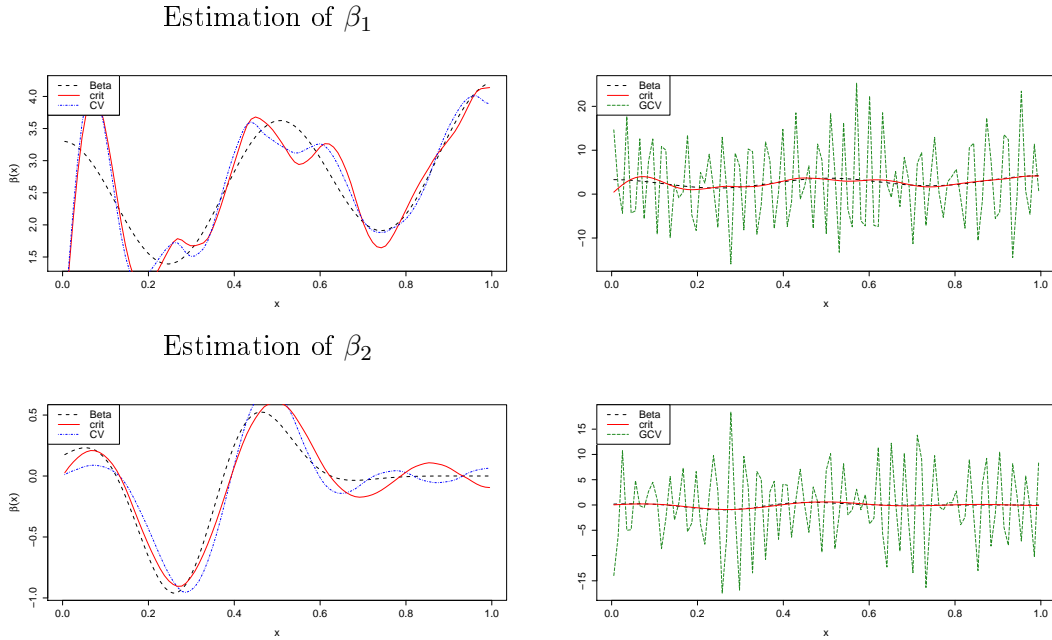 Estimation of β1
Beta
crit
CV
β(x)
4.0
3.5
3.0
2.5
2.0
1.5
0.0 0.2 0.4 0.6 0.8 1.0
x
Beta
crit
GCV
20
10
0
−10
0.0 0.2 0.4 0.6 0.8 1.0
x
Estimation of β2
Beta
crit
CV
β(x)
0.5
0.0
−0.5
−1.0
0.0 0.2 0.4 0.6 0.8 1.0
x
Beta
crit
GCV
15
10
5
0
−5
−15
0.0 0.2 0.4 0.6 0.8 1.0
x